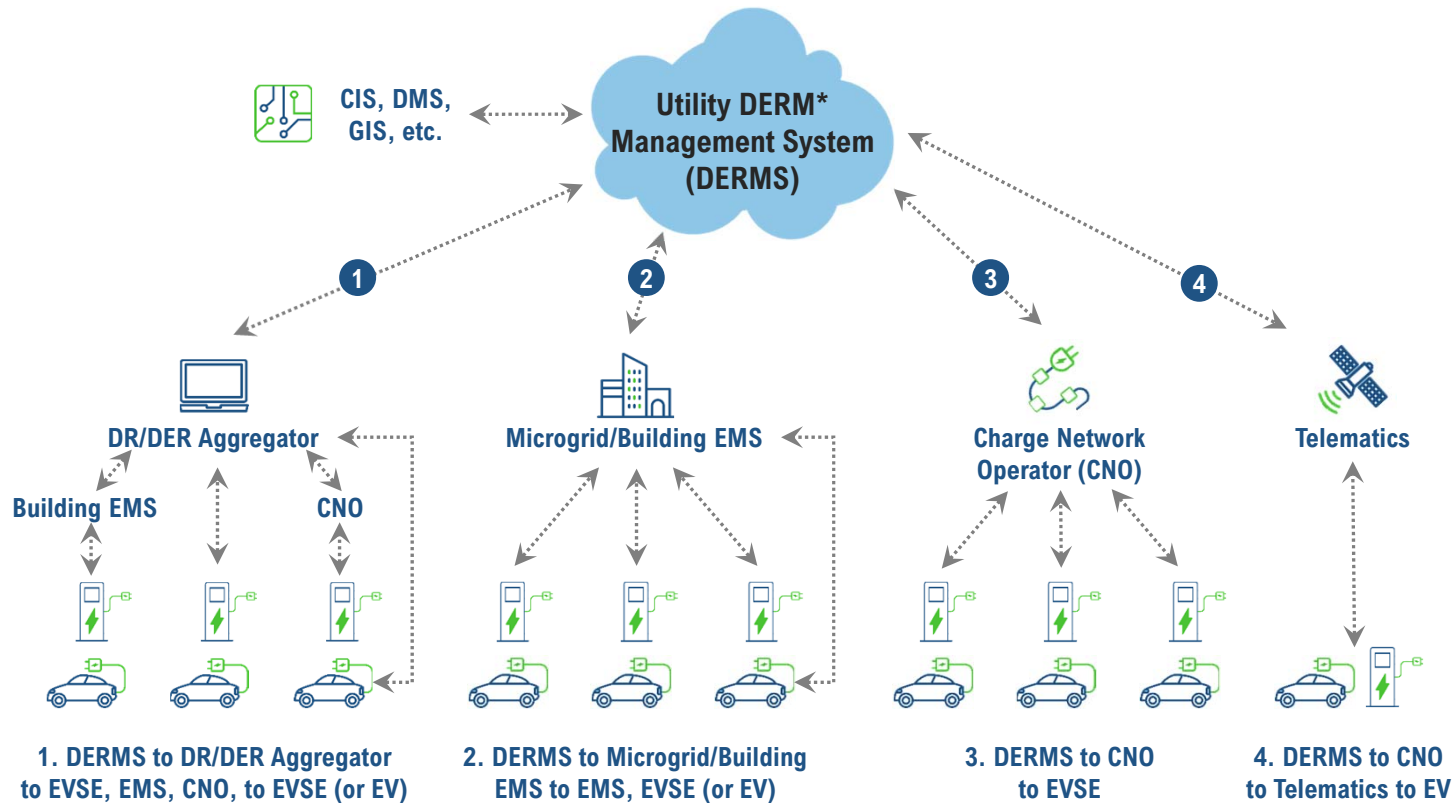 CIS, DMS,
GIS, etc.
Utility DERM*
Management System
(DERMS)
1
2
3
4
DR/DER Aggregator
Microgrid/Building EMS
Charge Network
Operator (CNO)
Telematics
Building EMS
CNO
1. DERMS to DR/DER Aggregator
to EVSE, EMS, CNO, to EVSE (or EV)
2. DERMS to Microgrid/Building
EMS to EMS, EVSE (or EV)
3. DERMS to CNO
to EVSE
4. DERMS to CNO
to Telematics to EV